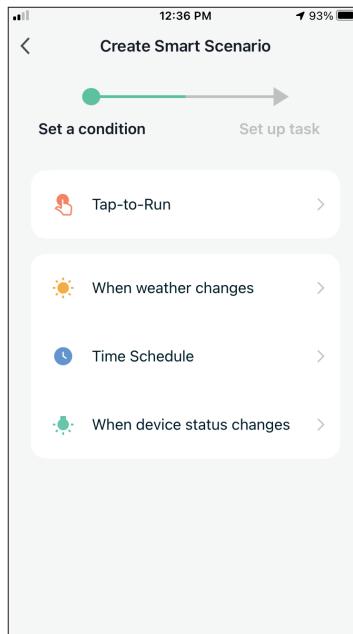 12:36 PM
93%
Create Smart Scenario
Set a condition
Set up task
Tap-to-Run
When weather changes
Time Schedule
When device status changes